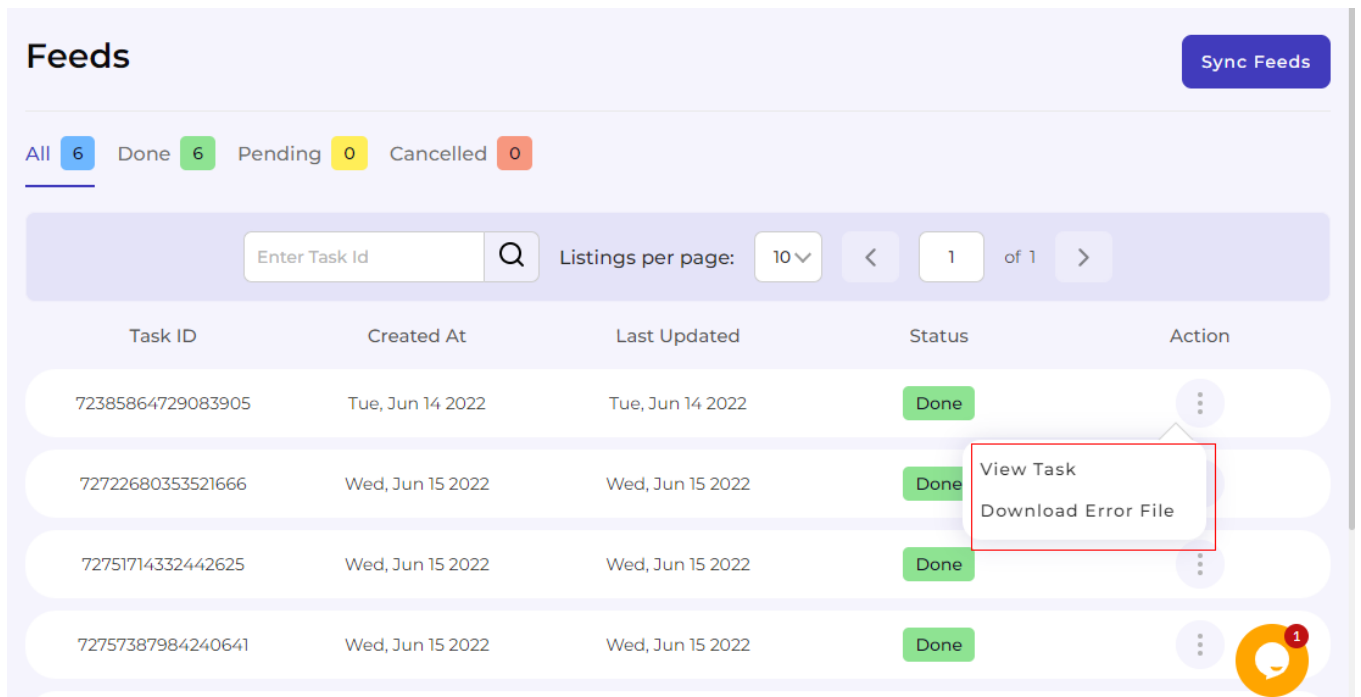 Feeds
Sync Feeds
All 6 Done 6 Pending 0 Cancelled 0
Enter Task Id Listings per page: 10 1 of 1
Task ID Created At Last Updated Status Action
72385864729083905 Tue, Jun 14 2022 Tue, Jun 14 2022 Done
View Task
72722680353521666 Wed, Jun 15 2022 Wed, Jun 15 2022 Done
Download Error File
72751714332442625 Wed, Jun 15 2022 Wed, Jun 15 2022 Done
72757387984240641 Wed, Jun 15 2022 Wed, Jun 15 2022 Done
1